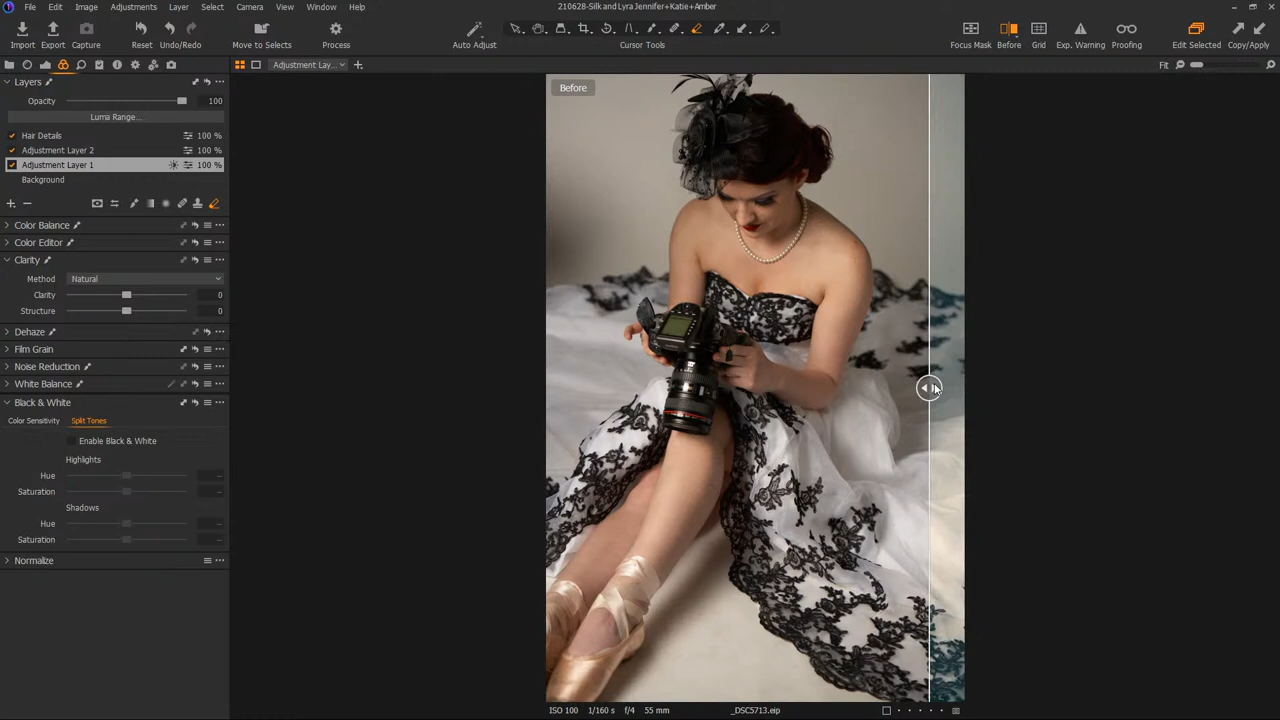 210628-Silk and Lyra Jennifer+Katie+Amber
File Edit Image Adjustments Layer Select Camera View Window Help
Import Export Capture Reset Undo/Redo Move to Selects Process Auto Adjust Cursor Tools Focus Mask Before Grid Exp. Warning Proofing Edit Selected Copy/Apply
Adjustment Lay... Fit
Layers
Opacity 100
Luma Range...
Hair Details 100 %
Adjustment Layer 2 100 %
Adjustment Layer 1 100 %
Background
Color Balance
Color Editor
Clarity
Method Natural
Clarity 0
Structure 0
Dehaze
Film Grain
Noise Reduction
White Balance
Black & White
Color Sensitivity Split Tones
Enable Black & White
Highlights
Hue --
Saturation --
Shadows
Hue --
Saturation --
Normalize
Before
ISO 100 1/160 s f/4 55 mm _DSC5713.eip